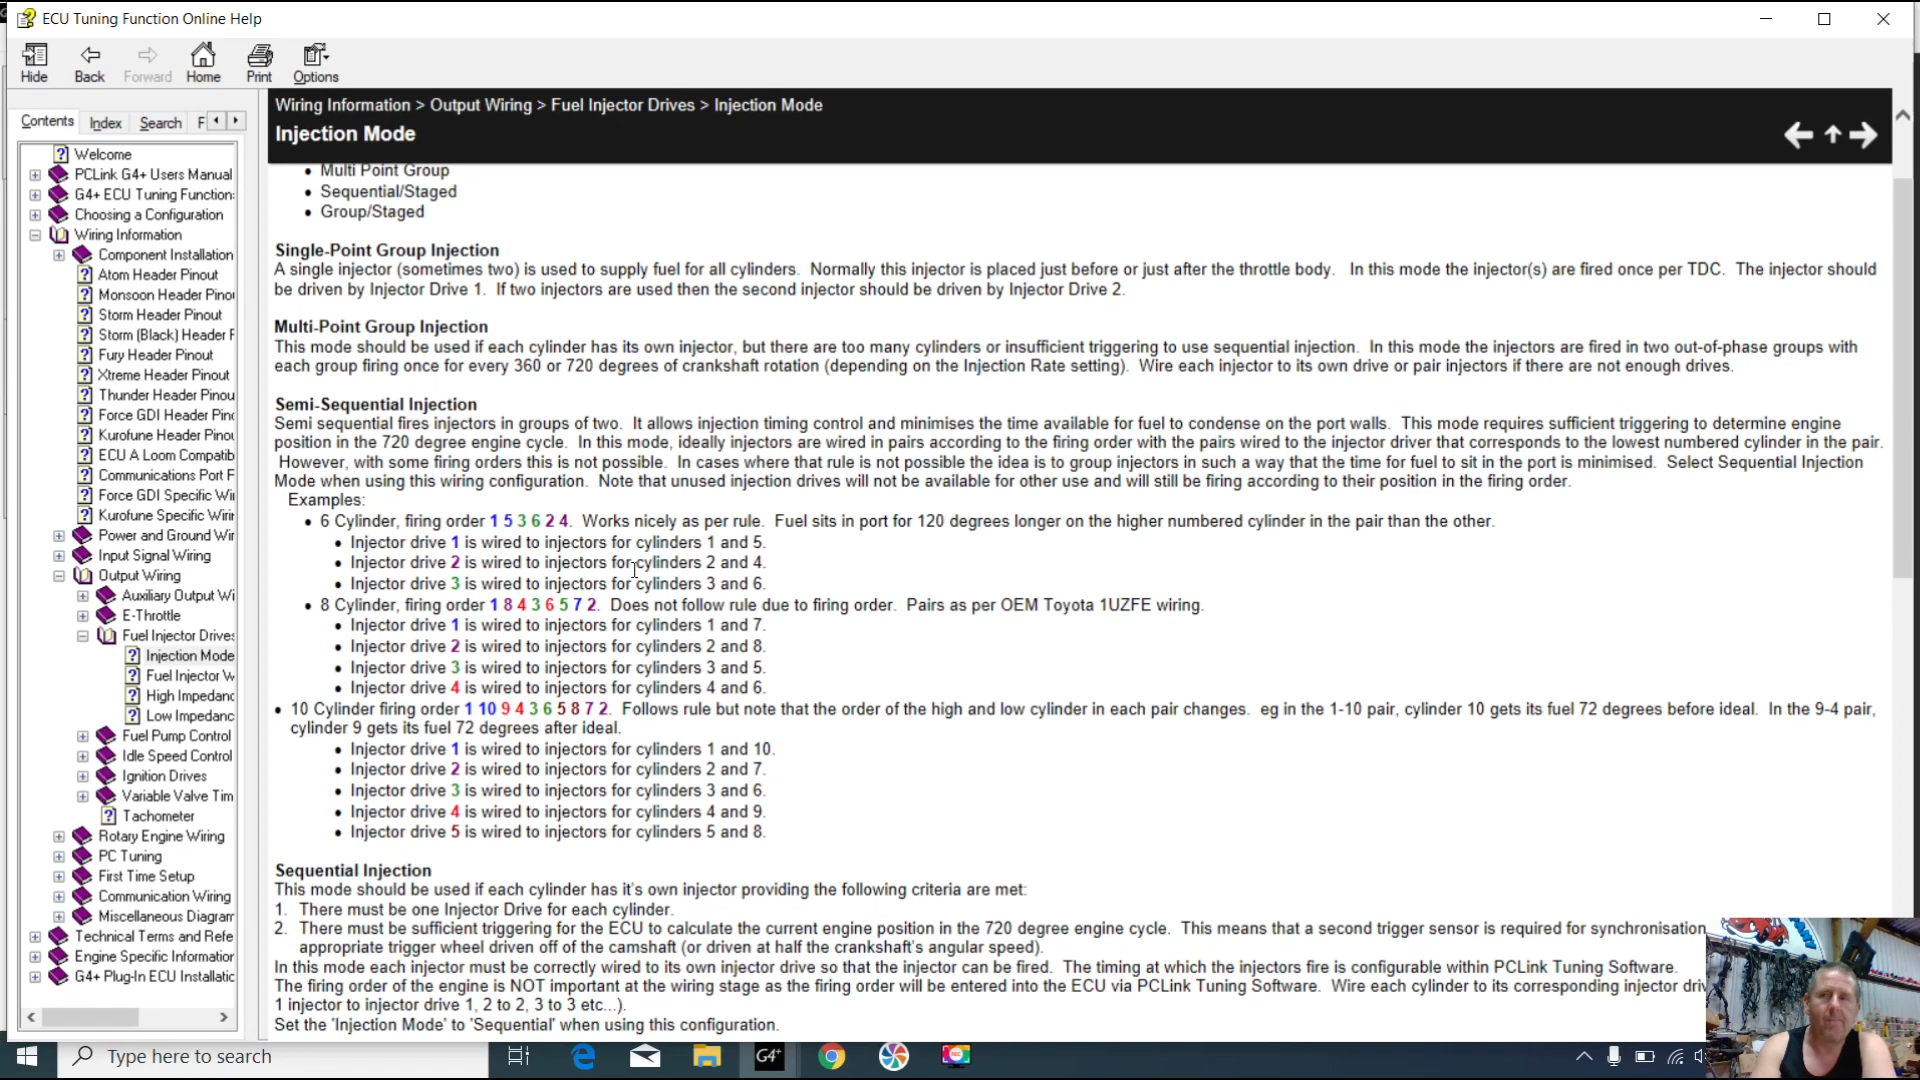 ECU Tuning Function Online Help
Hide Back Forward Home Print Options
Contents Index Search F
Welcome
PCLink G4+ Users Manual
G4+ ECU Tuning Function
Choosing a Configuration
Wiring Information
Component Installation
Atom Header Pinout
Monsoon Header Pino
Storm Header Pinout
Storm (Black) Header F
Fury Header Pinout
Xtreme Header Pinout
Thunder Header Pinou
Force GDI Header Pin
Kurofune Header Pinou
ECU A Loom Compatib
Communications Port F
Force GDI Specific Wi
Kurofune Specific Wirin
Power and Ground Wir
Input Signal Wiring
Output Wiring
Auxiliary Output Wi
E-Throttle
Fuel Injector Drives
Injection Mode
Fuel Injector W
High Impedanc
Low Impedanc
Fuel Pump Control
Idle Speed Control
Ignition Drives
Variable Valve Tim
Tachometer
Rotary Engine Wiring
PC Tuning
First Time Setup
Communication Wiring
Miscellaneous Diagram
Technical Terms and Refe
Engine Specific Information
G4+ Plug-In ECU Installatic
Wiring Information > Output Wiring > Fuel Injector Drives > Injection Mode
Injection Mode
• Multi Point Group
• Sequential/Staged
• Group/Staged
Single-Point Group Injection
A single injector (sometimes two) is used to supply fuel for all cylinders. Normally this injector is placed just before or just after the throttle body. In this mode the injector(s) are fired once per TDC. The injector should
be driven by Injector Drive 1. If two injectors are used then the second injector should be driven by Injector Drive 2.
Multi-Point Group Injection
This mode should be used if each cylinder has its own injector, but there are too many cylinders or insufficient triggering to use sequential injection. In this mode the injectors are fired in two out-of-phase groups with
each group firing once for every 360 or 720 degrees of crankshaft rotation (depending on the Injection Rate setting). Wire each injector to its own drive or pair injectors if there are not enough drives.
Semi-Sequential Injection
Semi sequential fires injectors in groups of two. It allows injection timing control and minimises the time available for fuel to condense on the port walls. This mode requires sufficient triggering to determine engine
position in the 720 degree engine cycle. In this mode, ideally injectors are wired in pairs according to the firing order with the pairs wired to the injector driver that corresponds to the lowest numbered cylinder in the pair.
However, with some firing orders this is not possible. In cases where that rule is not possible the idea is to group injectors in such a way that the time for fuel to sit in the port is minimised. Select Sequential Injection
Mode when using this wiring configuration. Note that unused injection drives will not be available for other use and will still be firing according to their position in the firing order.
Examples:
• 6 Cylinder, firing order 1 5 3 6 2 4. Works nicely as per rule. Fuel sits in port for 120 degrees longer on the higher numbered cylinder in the pair than the other.
• Injector drive 1 is wired to injectors for cylinders 1 and 5.
• Injector drive 2 is wired to injectors for cylinders 2 and 4.
• Injector drive 3 is wired to injectors for cylinders 3 and 6.
• 8 Cylinder, firing order 1 8 4 3 6 5 7 2. Does not follow rule due to firing order. Pairs as per OEM Toyota 1UZFE wiring.
• Injector drive 1 is wired to injectors for cylinders 1 and 7.
• Injector drive 2 is wired to injectors for cylinders 2 and 8.
• Injector drive 3 is wired to injectors for cylinders 3 and 5.
• Injector drive 4 is wired to injectors for cylinders 4 and 6.
• 10 Cylinder firing order 1 10 9 4 3 6 5 8 7 2. Follows rule but note that the order of the high and low cylinder in each pair changes. eg in the 1-10 pair, cylinder 10 gets its fuel 72 degrees before ideal. In the 9-4 pair,
cylinder 9 gets its fuel 72 degrees after ideal.
• Injector drive 1 is wired to injectors for cylinders 1 and 10.
• Injector drive 2 is wired to injectors for cylinders 2 and 7.
• Injector drive 3 is wired to injectors for cylinders 3 and 6.
• Injector drive 4 is wired to injectors for cylinders 4 and 9.
• Injector drive 5 is wired to injectors for cylinders 5 and 8.
Sequential Injection
This mode should be used if each cylinder has it's own injector providing the following criteria are met:
1. There must be one Injector Drive for each cylinder.
2. There must be sufficient triggering for the ECU to calculate the current engine position in the 720 degree engine cycle. This means that a second trigger sensor is required for synchronisation
appropriate trigger wheel driven off of the camshaft (or driven at half the crankshaft's angular speed).
In this mode each injector must be correctly wired to its own injector drive so that the injector can be fired. The timing at which the injectors fire is configurable within PCLink Tuning Software.
The firing order of the engine is NOT important at the wiring stage as the firing order will be entered into the ECU via PCLink Tuning Software. Wire each cylinder to its corresponding injector driv
1 injector to injector drive 1, 2 to 2, 3 to 3 etc...).
Set the 'Injection Mode' to 'Sequential' when using this configuration.
Type here to search
G4+